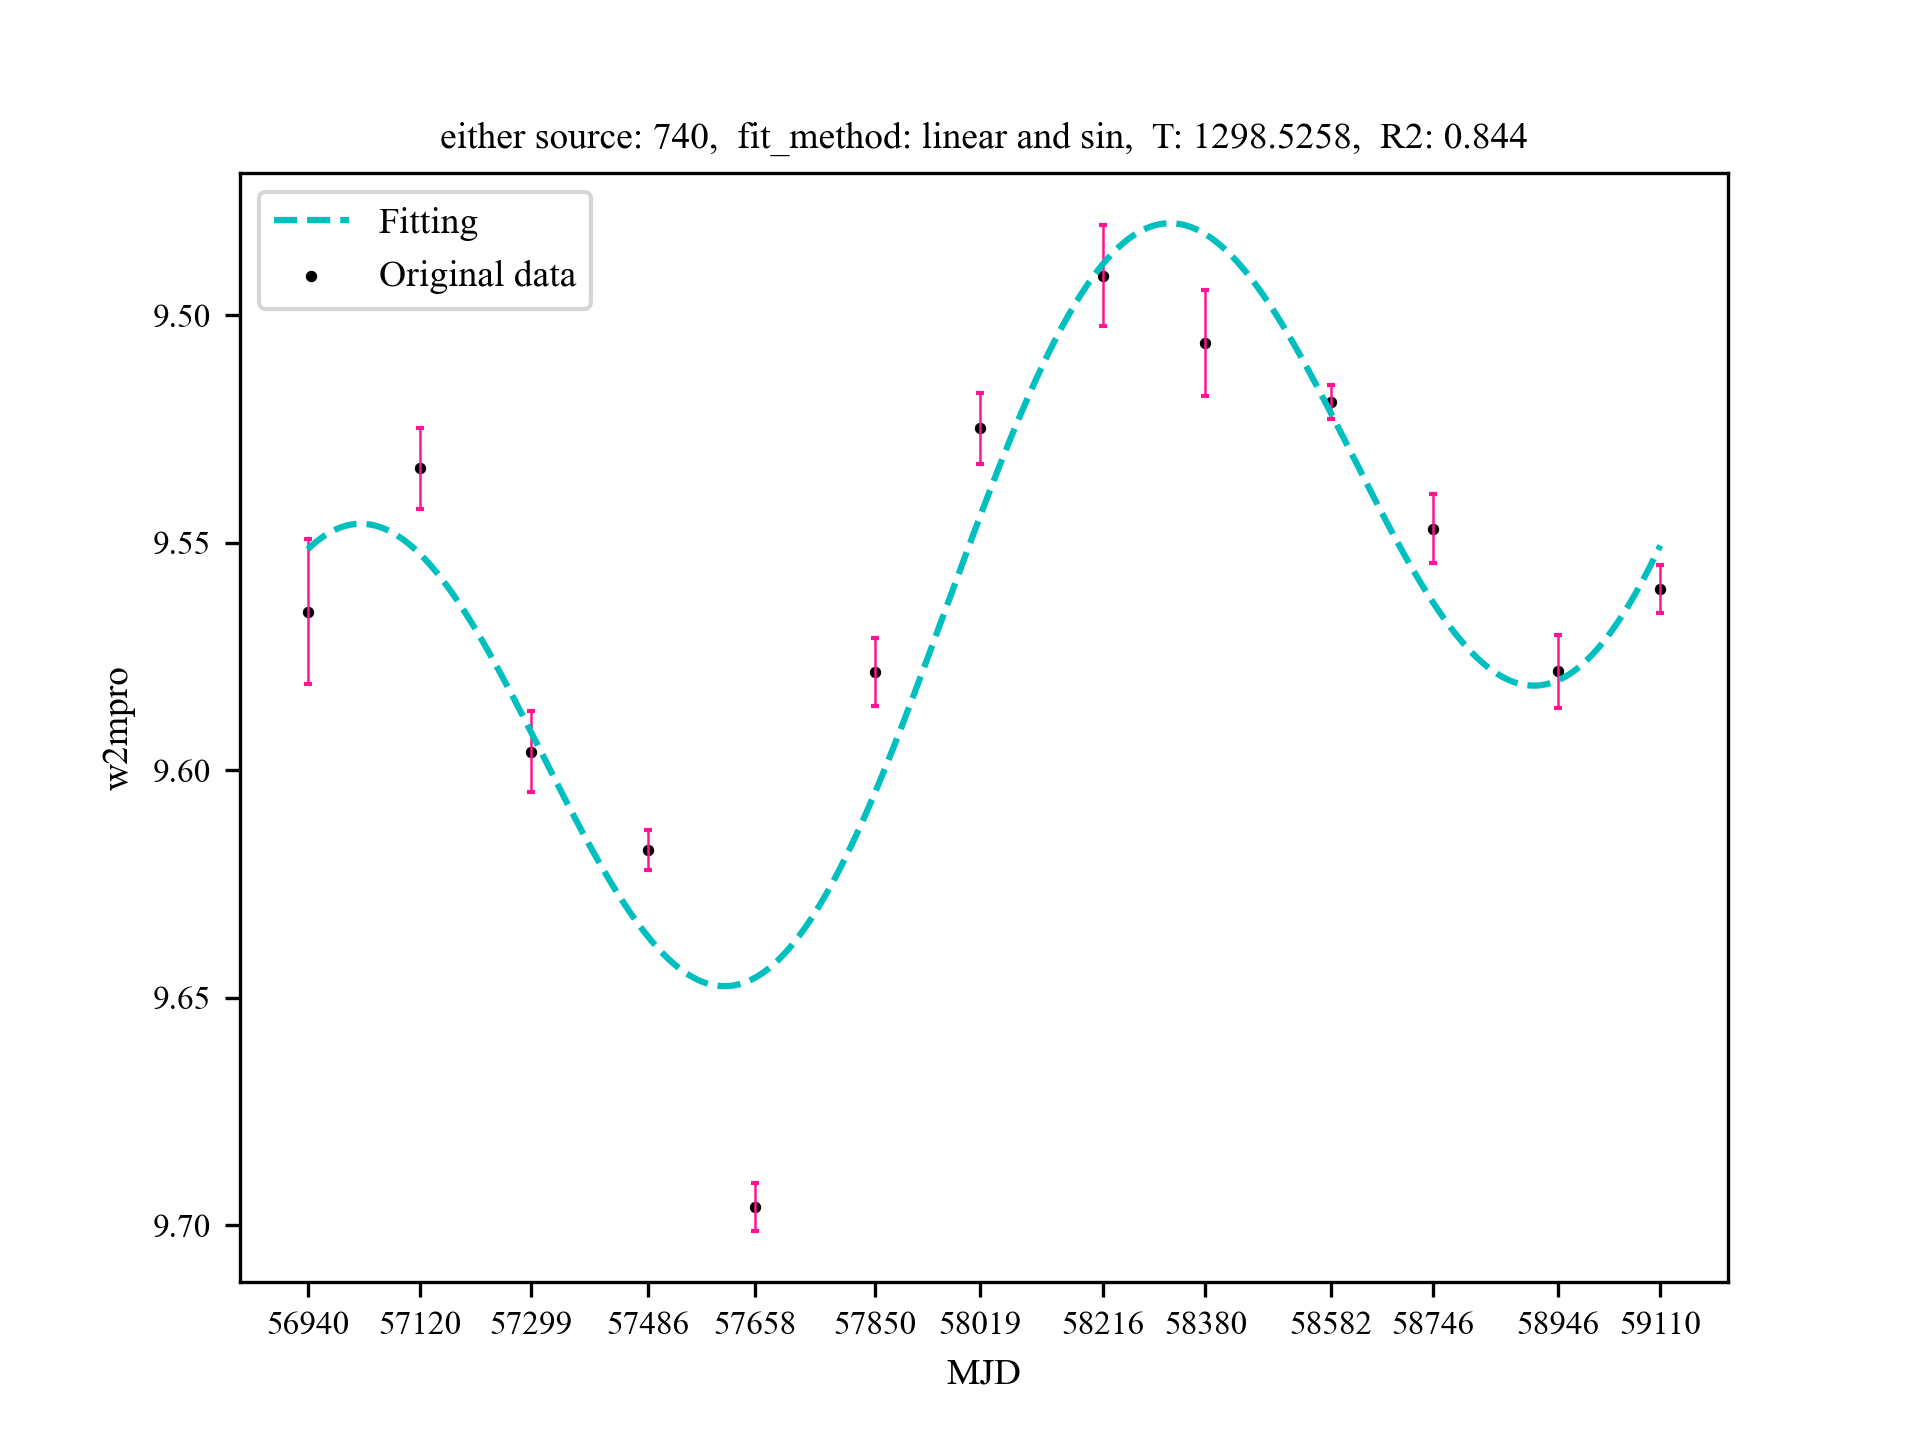 either source: 740,  fit_method: linear and sin,  T: 1298.5258,  R2: 0.844
Fitting
Original data
9.50
9.55
9.60
9.65
9.70
w2mpro
56940 57120 57299 57486 57658 57850 58019 58216 58380 58582 58746 58946 59110
MJD